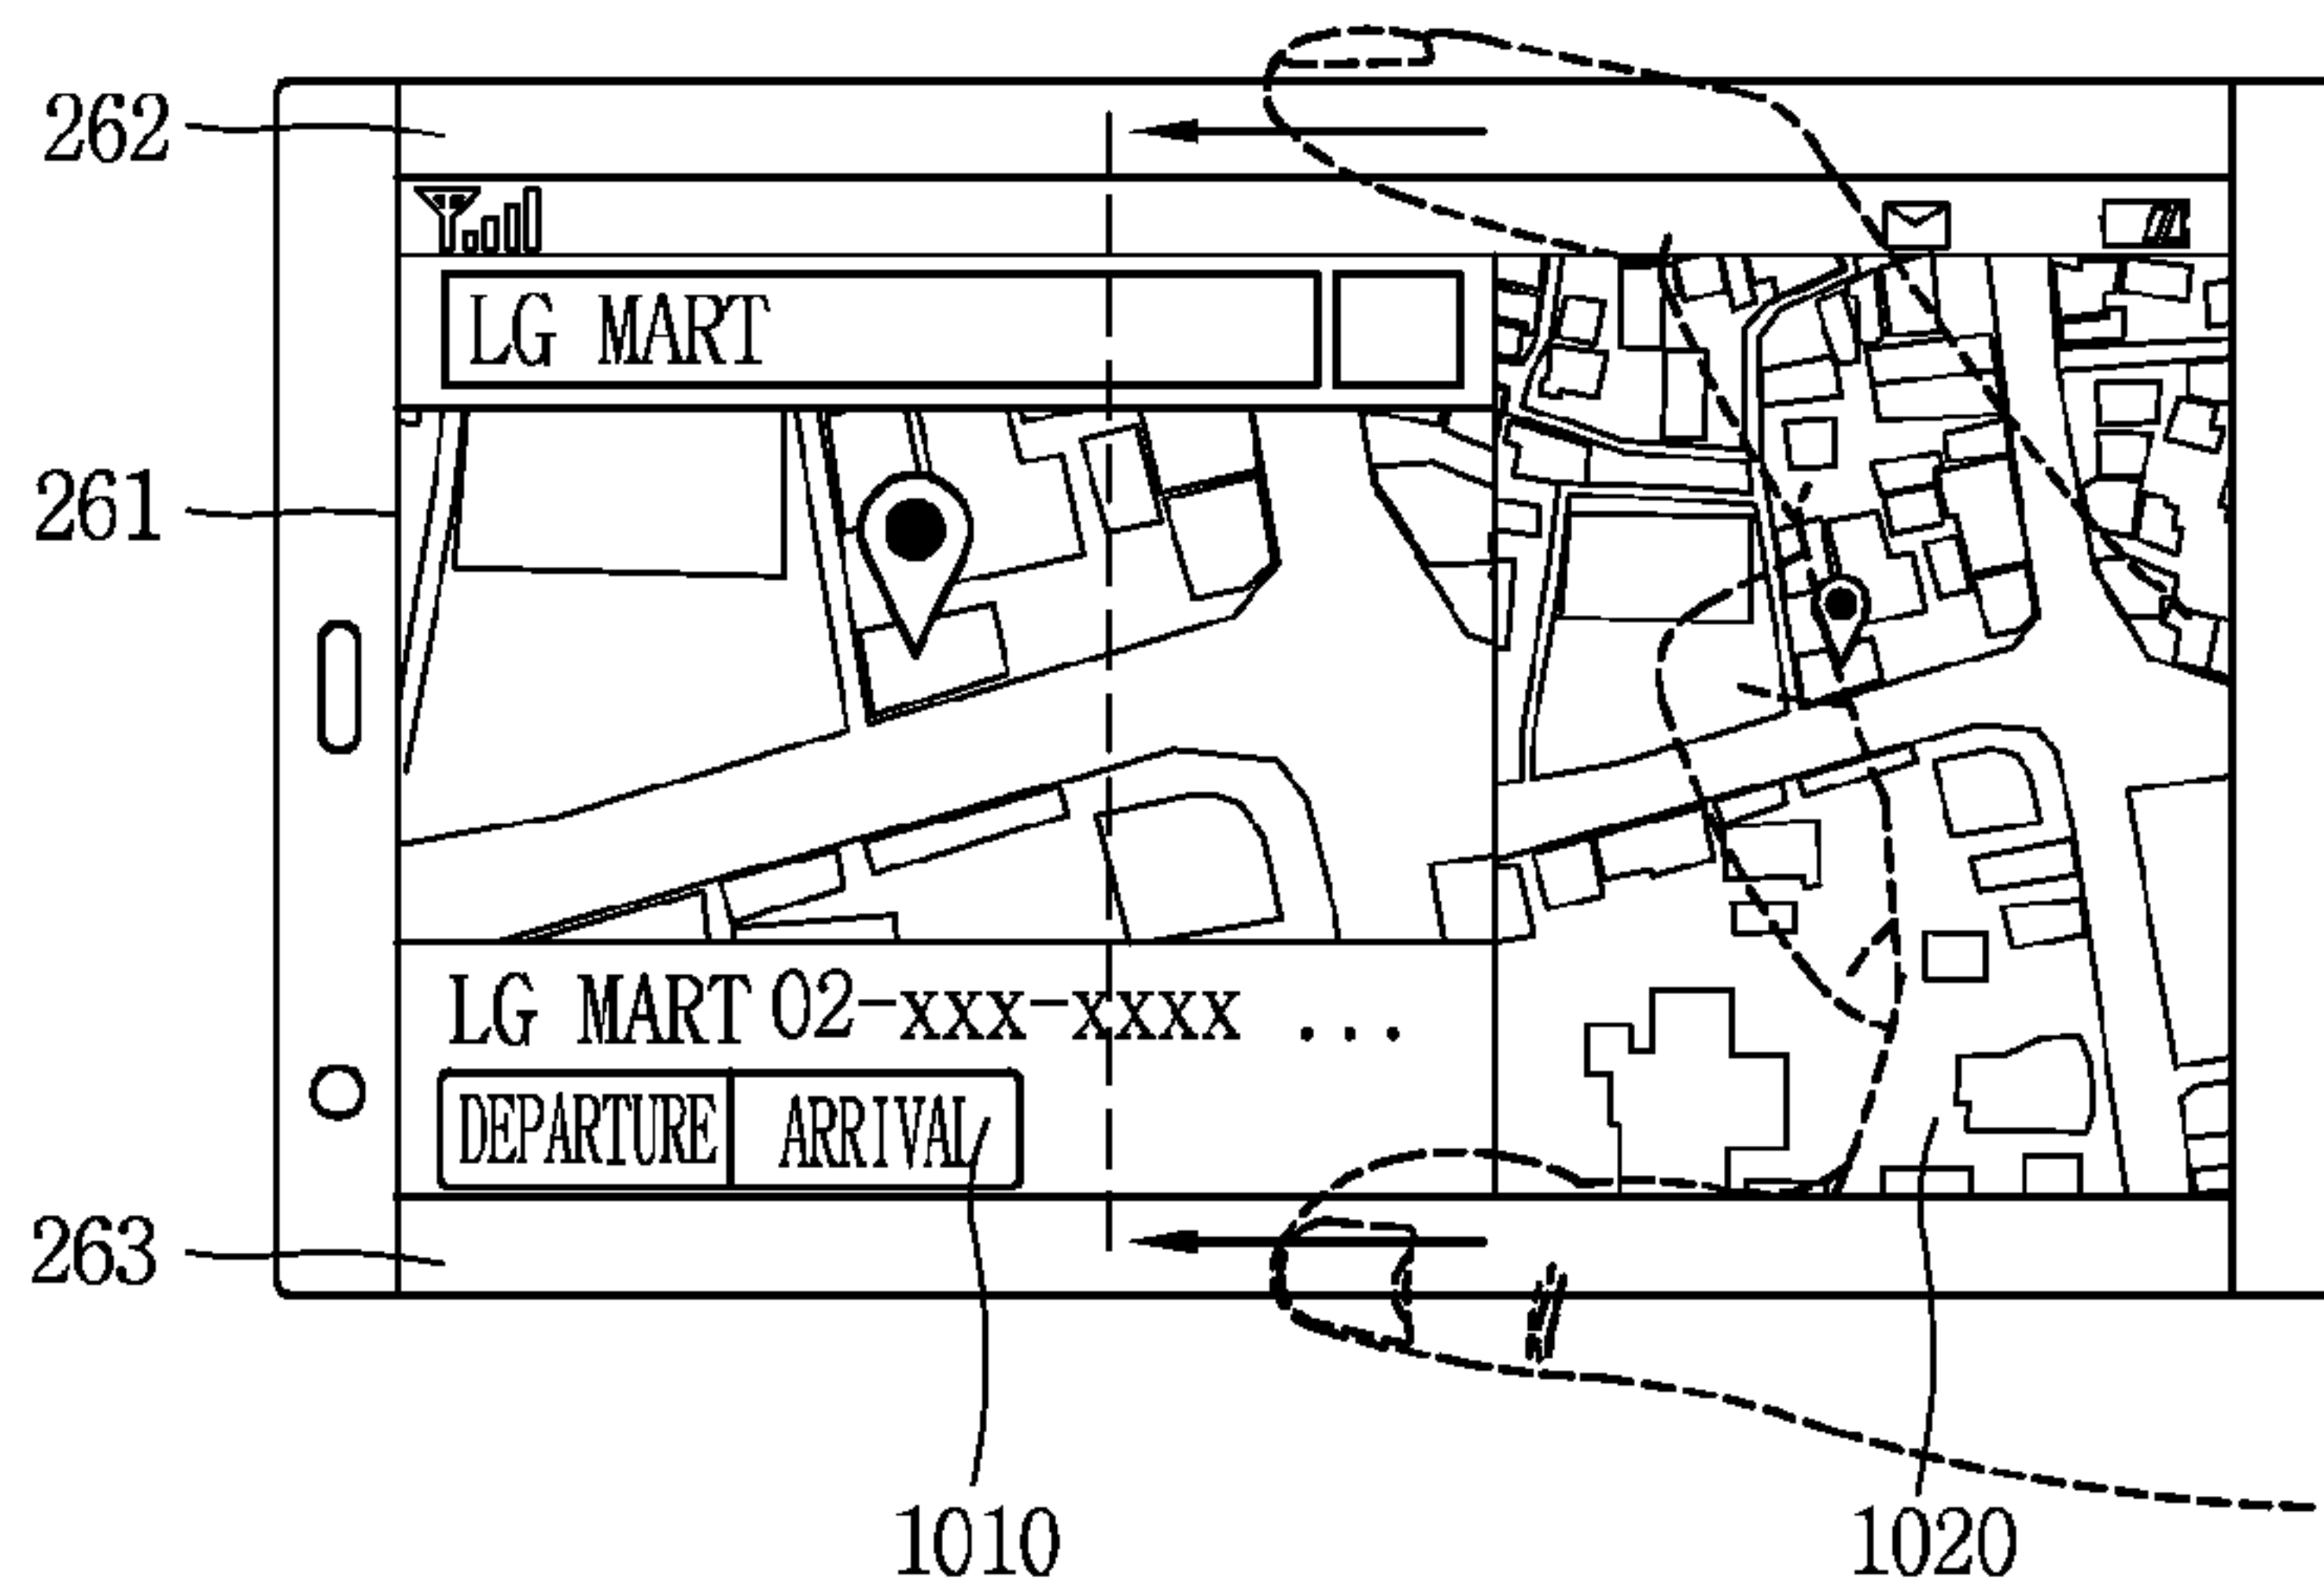 262
LG MART
261
LG MART 02-xxx-xxxx ...
DEPARTURE ARRIVAL
263
1010 1020